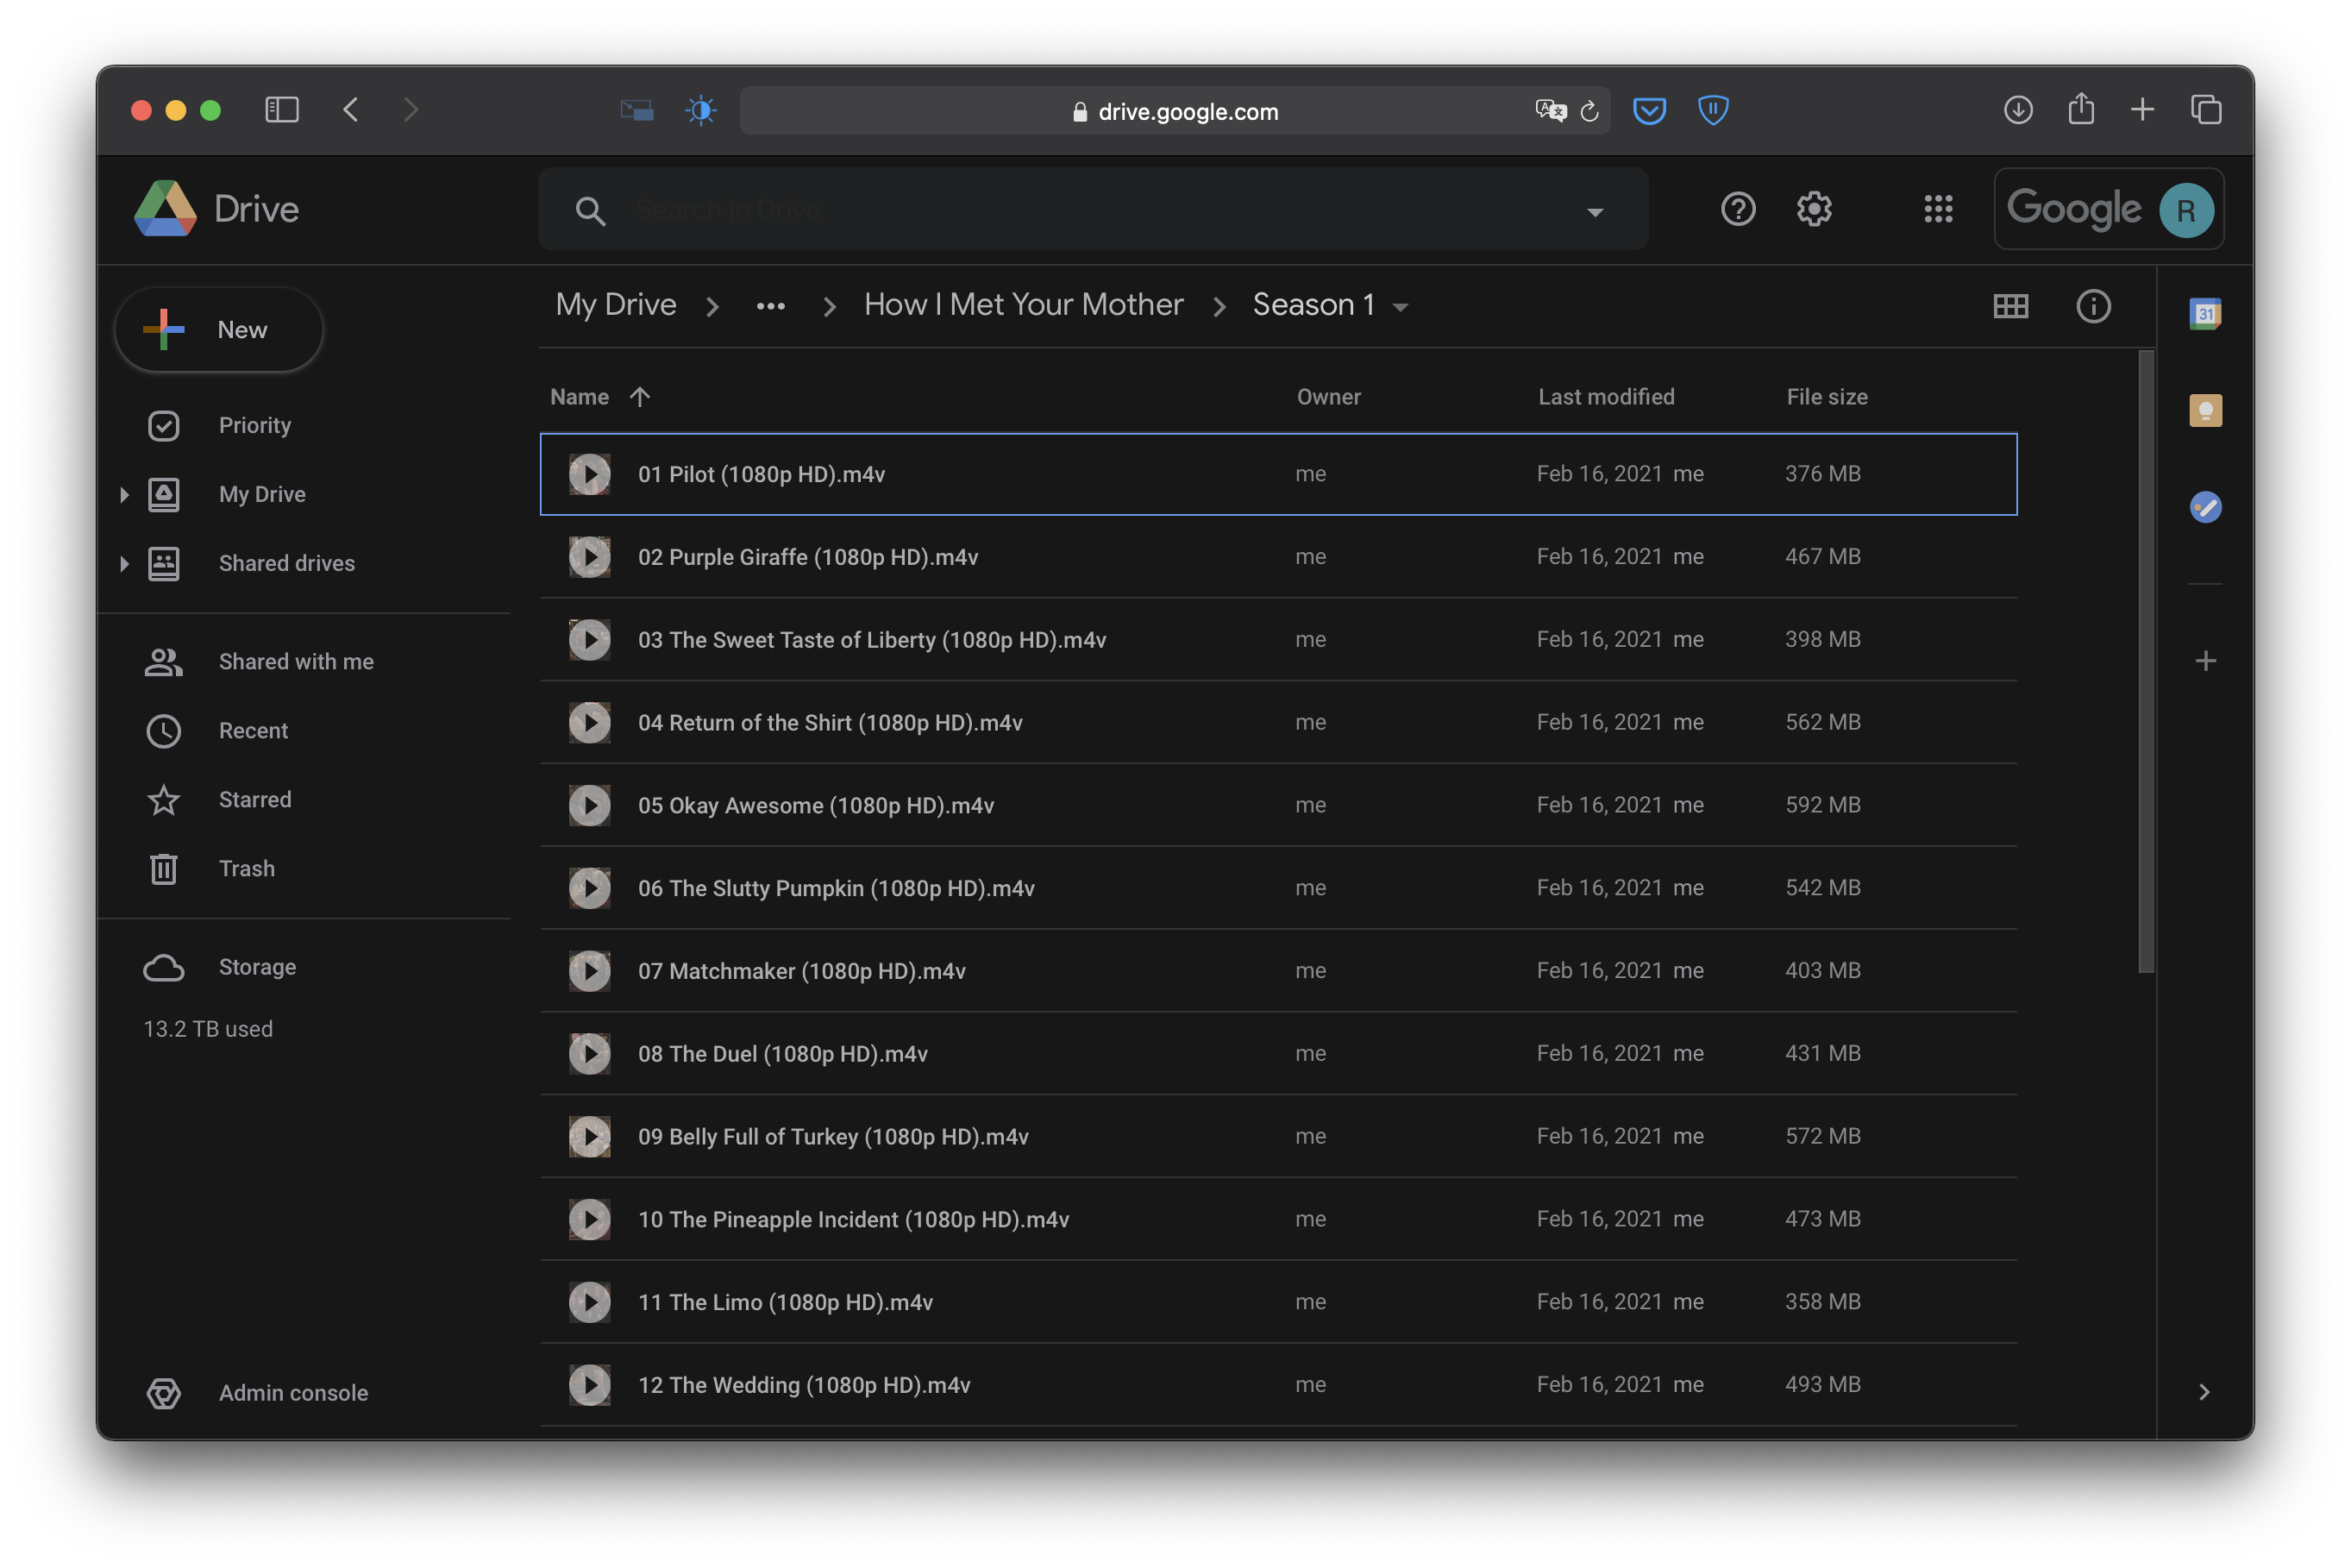 drive.google.com
Drive
Search in Drive
Google R
My Drive ••• How I Met Your Mother Season 1
New
Priority
My Drive
Shared drives
Shared with me
Recent
Starred
Trash
Storage
13.2 TB used
Admin console
Name Owner Last modified File size
01 Pilot (1080p HD).m4v me Feb 16, 2021 me 376 MB
02 Purple Giraffe (1080p HD).m4v me Feb 16, 2021 me 467 MB
03 The Sweet Taste of Liberty (1080p HD).m4v me Feb 16, 2021 me 398 MB
04 Return of the Shirt (1080p HD).m4v me Feb 16, 2021 me 562 MB
05 Okay Awesome (1080p HD).m4v me Feb 16, 2021 me 592 MB
06 The Slutty Pumpkin (1080p HD).m4v me Feb 16, 2021 me 542 MB
07 Matchmaker (1080p HD).m4v me Feb 16, 2021 me 403 MB
08 The Duel (1080p HD).m4v me Feb 16, 2021 me 431 MB
09 Belly Full of Turkey (1080p HD).m4v me Feb 16, 2021 me 572 MB
10 The Pineapple Incident (1080p HD).m4v me Feb 16, 2021 me 473 MB
11 The Limo (1080p HD).m4v me Feb 16, 2021 me 358 MB
12 The Wedding (1080p HD).m4v me Feb 16, 2021 me 493 MB
31